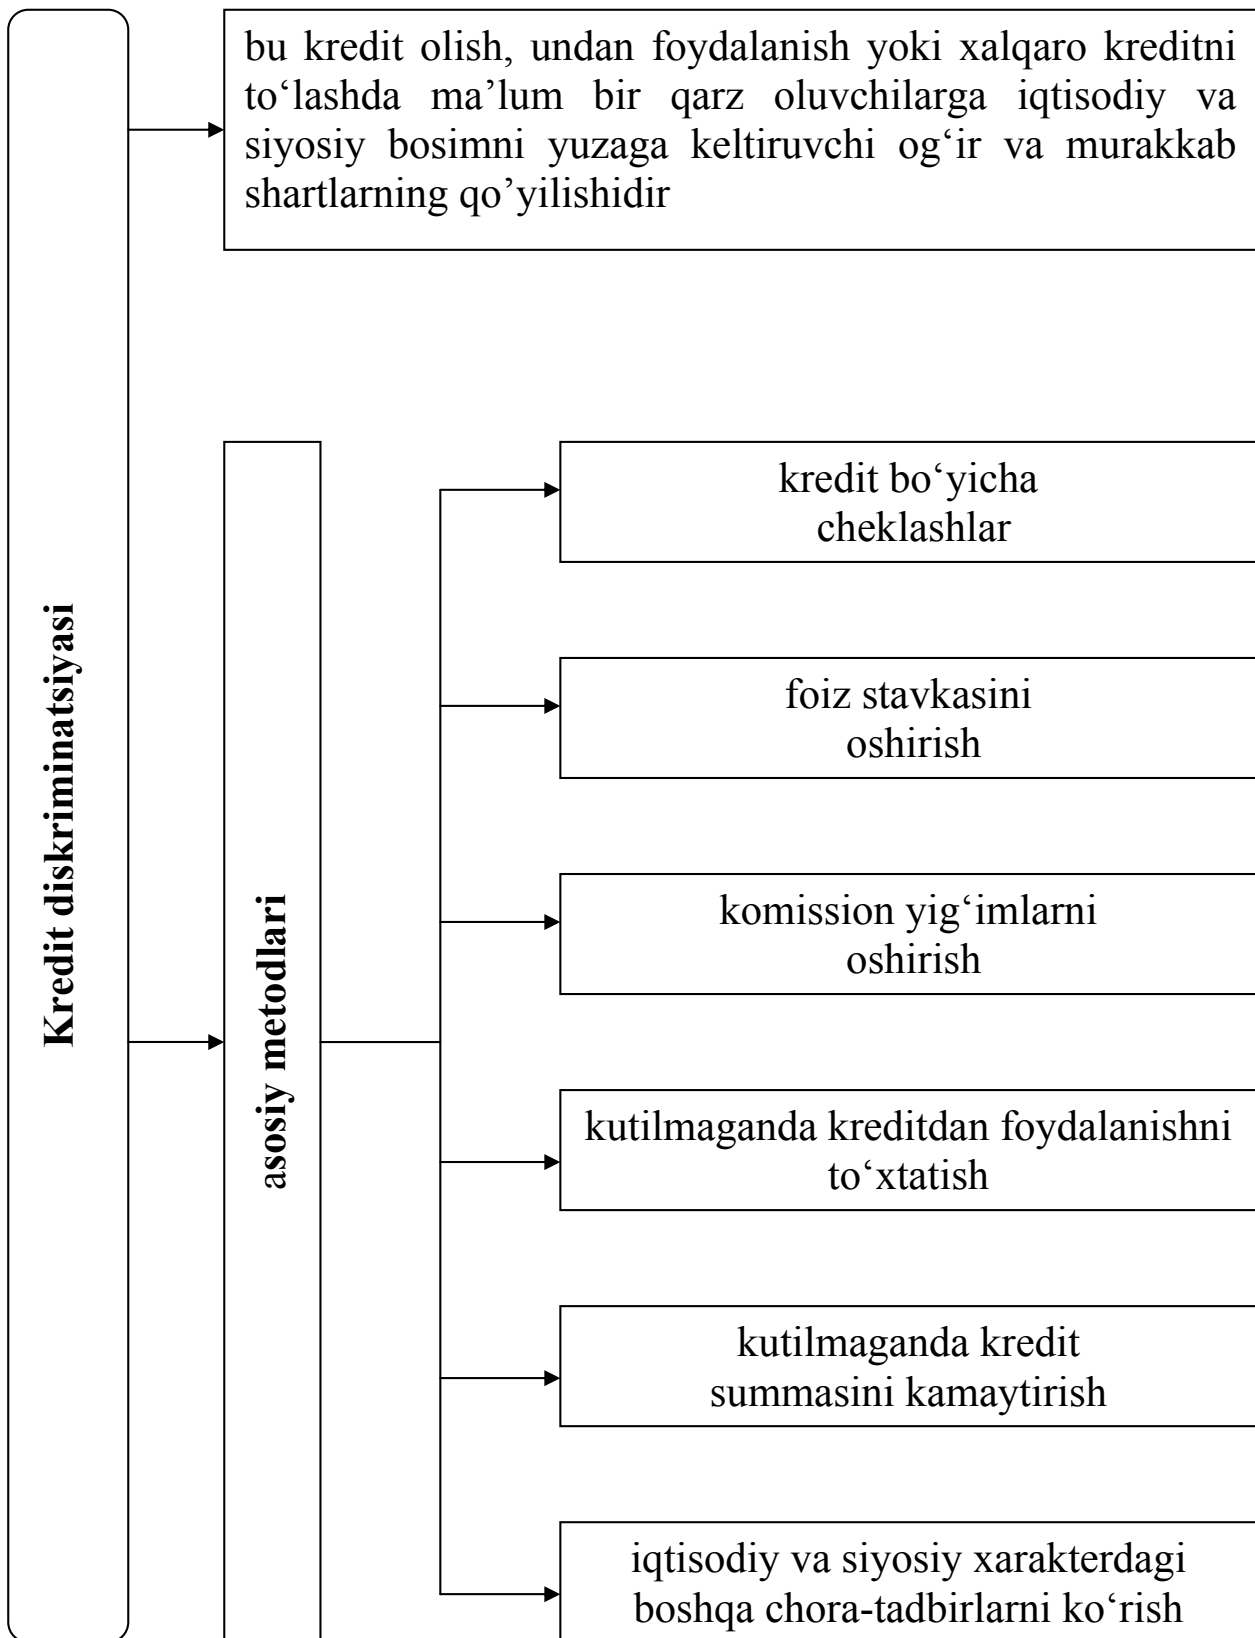 Kredit diskriminatsiyasi
bu kredit olish, undan foydalanish yoki xalqaro kreditni
to‘lashda ma’lum bir qarz oluvchilarga iqtisodiy va
siyosiy bosimni yuzaga keltiruvchi og‘ir va murakkab
shartlarning qo’yilishidir
asosiy metodlari
kredit bo‘yicha
cheklashlar
foiz stavkasini
oshirish
komission yig‘imlarni
oshirish
kutilmaganda kreditdan foydalanishni
to‘xtatish
kutilmaganda kredit
summasini kamaytirish
iqtisodiy va siyosiy xarakterdagi
boshqa chora-tadbirlarni ko‘rish